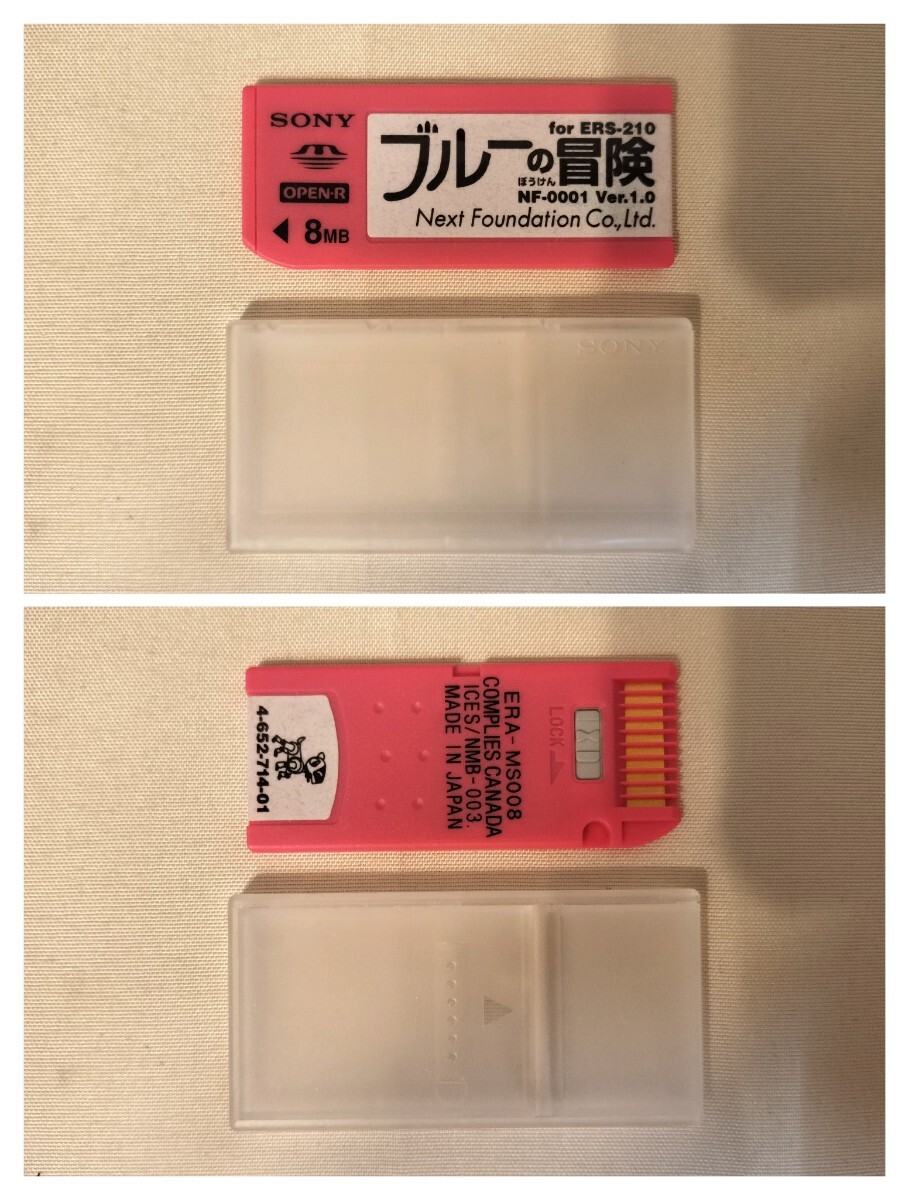 SONY
OPEN-R
8MB
for ERS-210
ブルーの冒険
ぼうけん
NF-0001 Ver.1.0
Next Foundation Co.,Ltd.
SONY
4-652-714-01
ERA-MS008
COMPLIES CANADA
ICES/NMB-003.
MADE IN JAPAN
LOCK